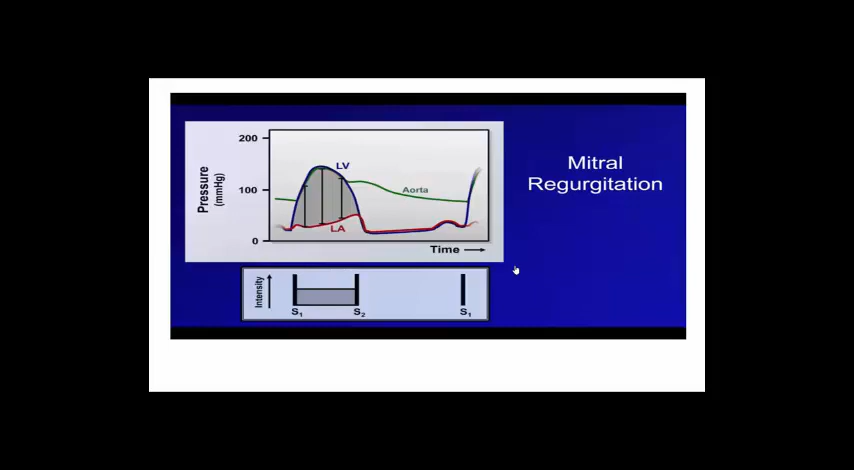 Mitral
Regurgitation
200
100
0
Pressure
(mmHg)
LV
Aorta
LA
Time
Intensity
S1 S2 S1